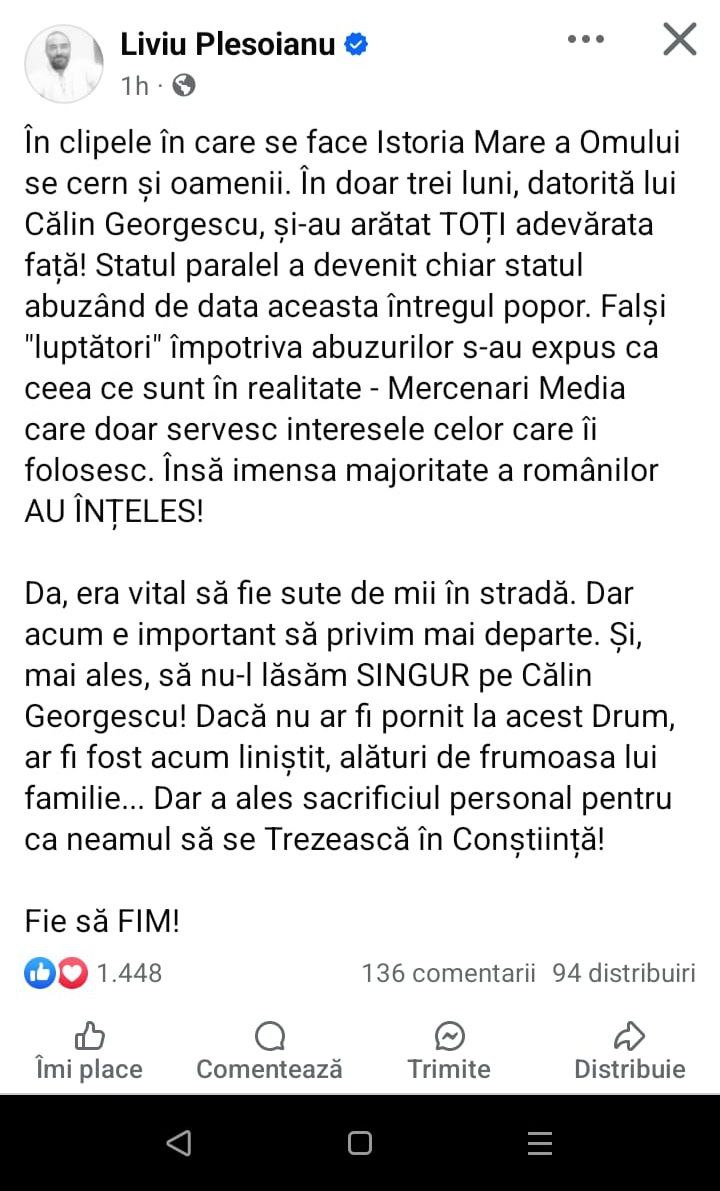 Liviu Plesoianu
1h ·
În clipele în care se face Istoria Mare a Omului
se cern și oamenii. În doar trei luni, datorită lui
Călin Georgescu, și-au arătat TOȚI adevărata
față! Statul paralel a devenit chiar statul
abuzând de data aceasta întregul popor. Falși
"luptători" împotriva abuzurilor s-au expus ca
ceea ce sunt în realitate - Mercenari Media
care doar servesc interesele celor care îi
folosesc. Însă imensa majoritate a românilor
AU ÎNȚELES!
Da, era vital să fie sute de mii în stradă. Dar
acum e important să privim mai departe. Și,
mai ales, să nu-l lăsăm SINGUR pe Călin
Georgescu! Dacă nu ar fi pornit la acest Drum,
ar fi fost acum liniștit, alături de frumoasa lui
familie... Dar a ales sacrificiul personal pentru
ca neamul să se Trezească în Conștiință!
Fie să FIM!
1.448 136 comentarii 94 distribuiri
Îmi place Comentează Trimite Distribuie